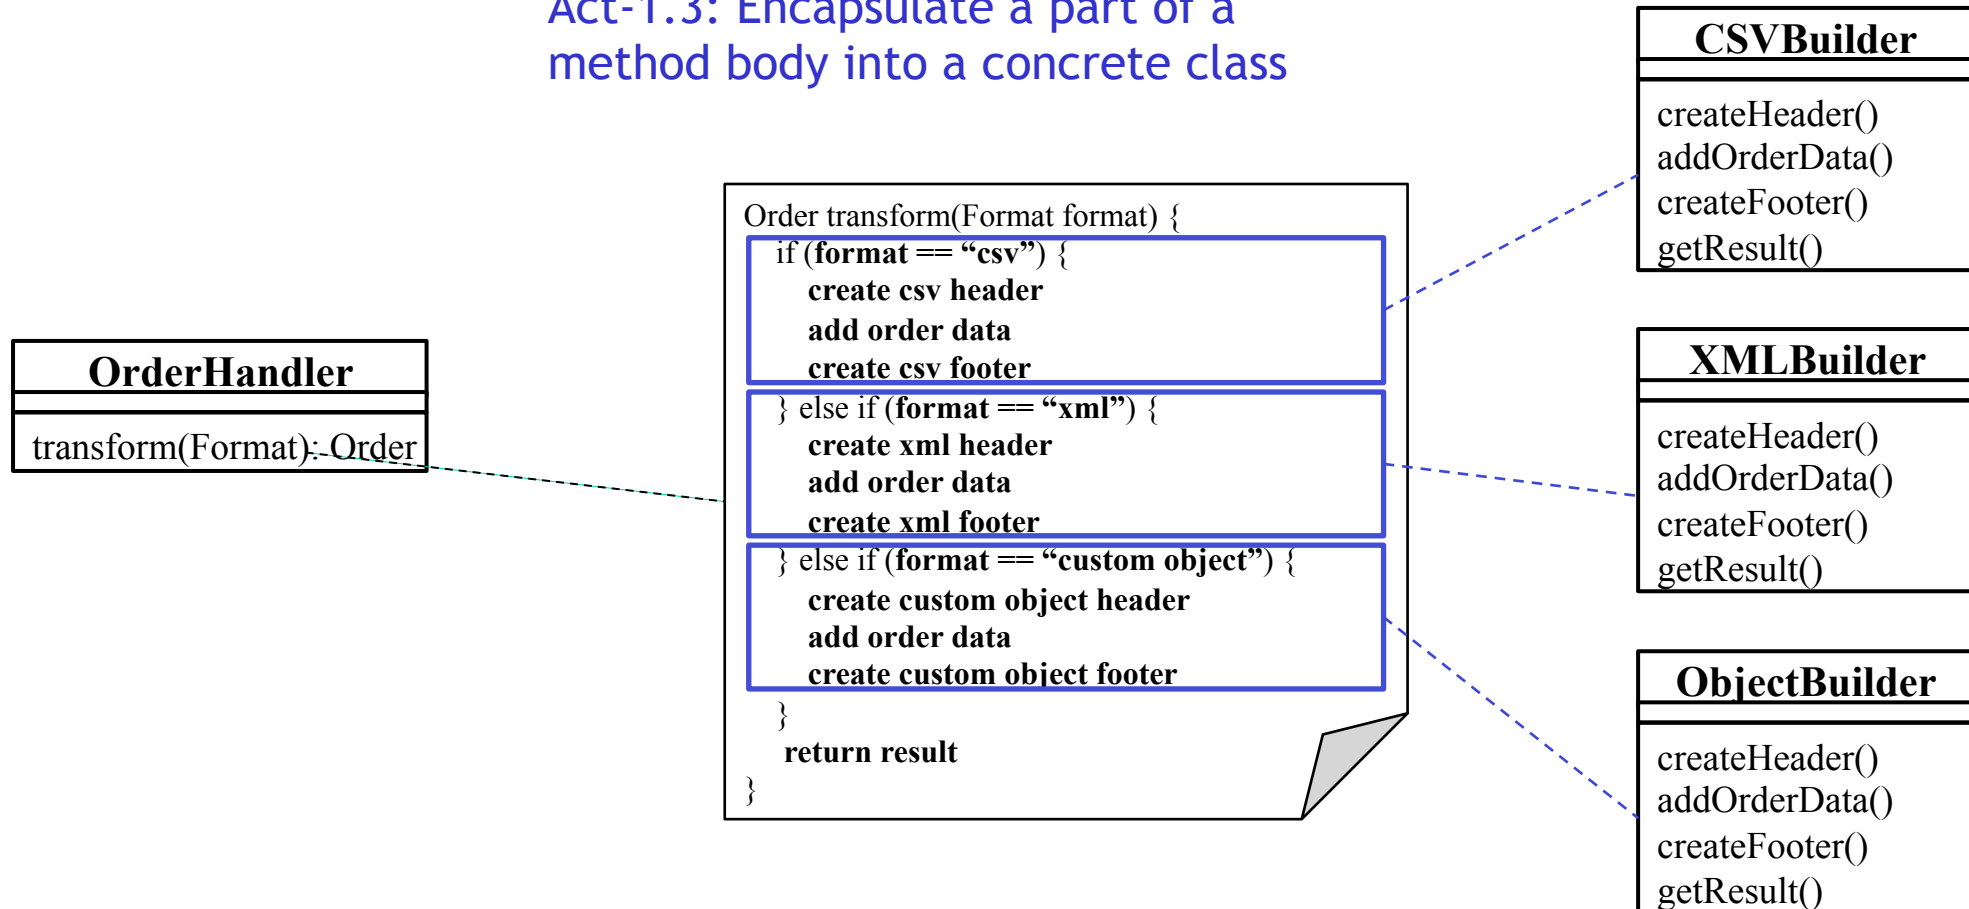 Act-1.3: Encapsulate a part of a
method body into a concrete class
OrderHandler
transform(Format): Order
Order transform(Format format) {
if (format == “csv”) {
create csv header
add order data
create csv footer
} else if (format == “xml”) {
create xml header
add order data
create xml footer
} else if (format == “custom object”) {
create custom object header
add order data
create custom object footer
}
return result
}
CSVBuilder
createHeader()
addOrderData()
createFooter()
getResult()
XMLBuilder
createHeader()
addOrderData()
createFooter()
getResult()
ObjectBuilder
createHeader()
addOrderData()
createFooter()
getResult()